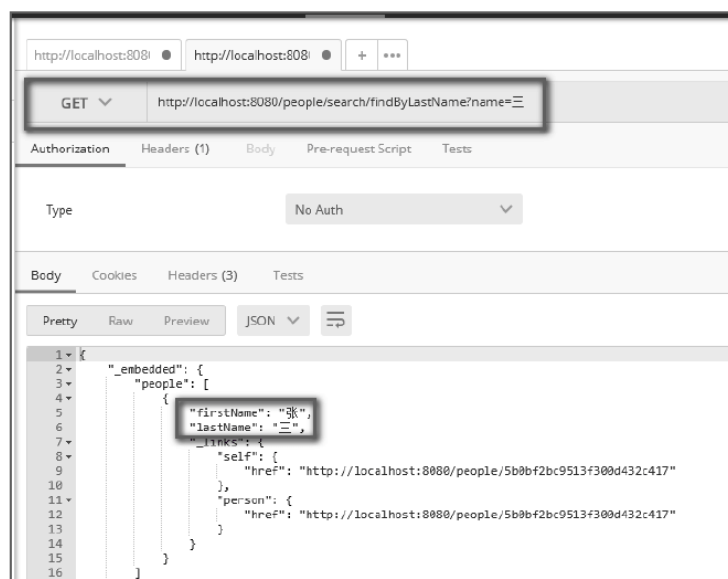 http://localhost:808 http://localhost:808 + •••
GET http://localhost:8080/people/search/findByLastName?name=三
Authorization Headers (1) Body Pre-request Script Tests
Type No Auth
Body Cookies Headers (3) Tests
Pretty Raw Preview JSON
1 {
2 "_embedded": {
3 "people": [
4 {
5 "firstName": "张",
6 "lastName": "三",
7 "_links": {
8 "self": {
9 "href": "http://localhost:8080/people/5b0bf2bc9513f300d432c417"
10 },
11 "person": {
12 "href": "http://localhost:8080/people/5b0bf2bc9513f300d432c417"
13 }
14 }
15 }
16 ]